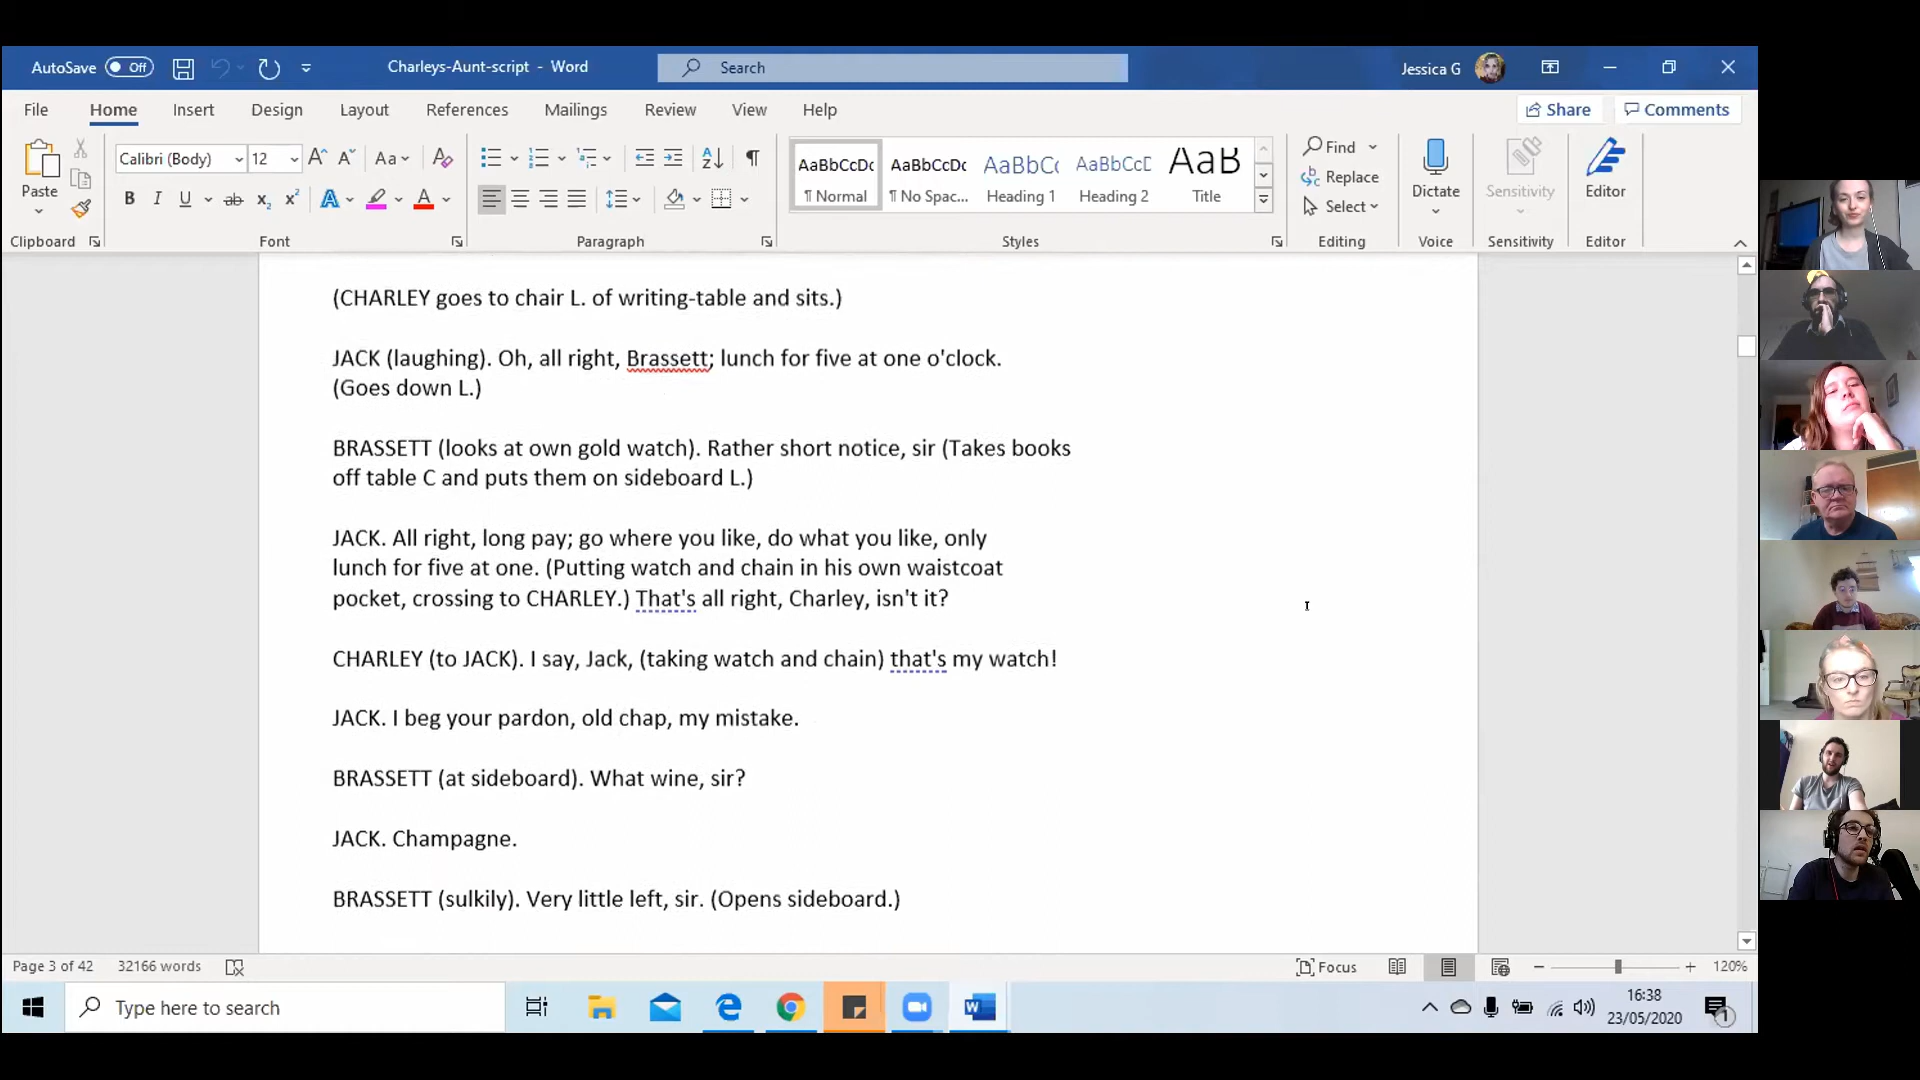 AutoSave Off Charleys-Aunt-script - Word Search Jessica G
File Home Insert Design Layout References Mailings Review View Help Share Comments
Paste Calibri (Body) 12 Aa
AaBbCcDc AaBbCcDc AaBbCc AaBbCcE AaB
¶ Normal ¶ No Spac... Heading 1 Heading 2 Title
Find Replace Select
Dictate Sensitivity Editor
Clipboard Font Paragraph Styles Editing Voice Sensitivity Editor
(CHARLEY goes to chair L. of writing-table and sits.)
JACK (laughing). Oh, all right, Brassett; lunch for five at one o'clock.
(Goes down L.)
BRASSETT (looks at own gold watch). Rather short notice, sir (Takes books
off table C and puts them on sideboard L.)
JACK. All right, long pay; go where you like, do what you like, only
lunch for five at one. (Putting watch and chain in his own waistcoat
pocket, crossing to CHARLEY.) That's all right, Charley, isn't it?
CHARLEY (to JACK). I say, Jack, (taking watch and chain) that's my watch!
JACK. I beg your pardon, old chap, my mistake.
BRASSETT (at sideboard). What wine, sir?
JACK. Champagne.
BRASSETT (sulkily). Very little left, sir. (Opens sideboard.)
Page 3 of 42 32166 words Focus 120%
Type here to search 16:38
23/05/2020 1